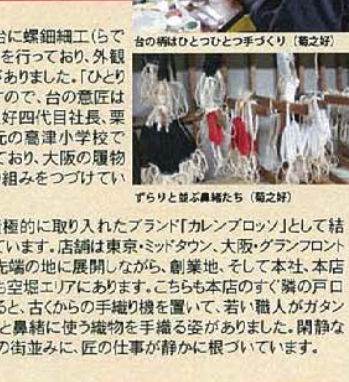 台の柄はひとつひとつ手づくり〔菊之好〕
台に螺鈿細工(らで
を行っており、外観
がありました。「ひとり
すので、台の意匠は
好四代目社長、栗
元の高津小学校で
ており、大阪の履物
り組みをつづけてい
ずらりと並ぶ鼻緒たち〔菊之好〕
極的に取り入れたブランド「カレンブロッソ」として結
ています。店舗は東京・ミッドタウン、大阪・グランフロント
先端の地に展開しながら、創業地、そして本社、本店
も空堀エリアにあります。こちらも本店のすぐ隣の戸口
ると、古くからの手織り機を置いて、若い職人がガタン
と鼻緒に使う織物を手織る姿がありました。閑静な
の街並みに、匠の仕事が静かに根づいています。